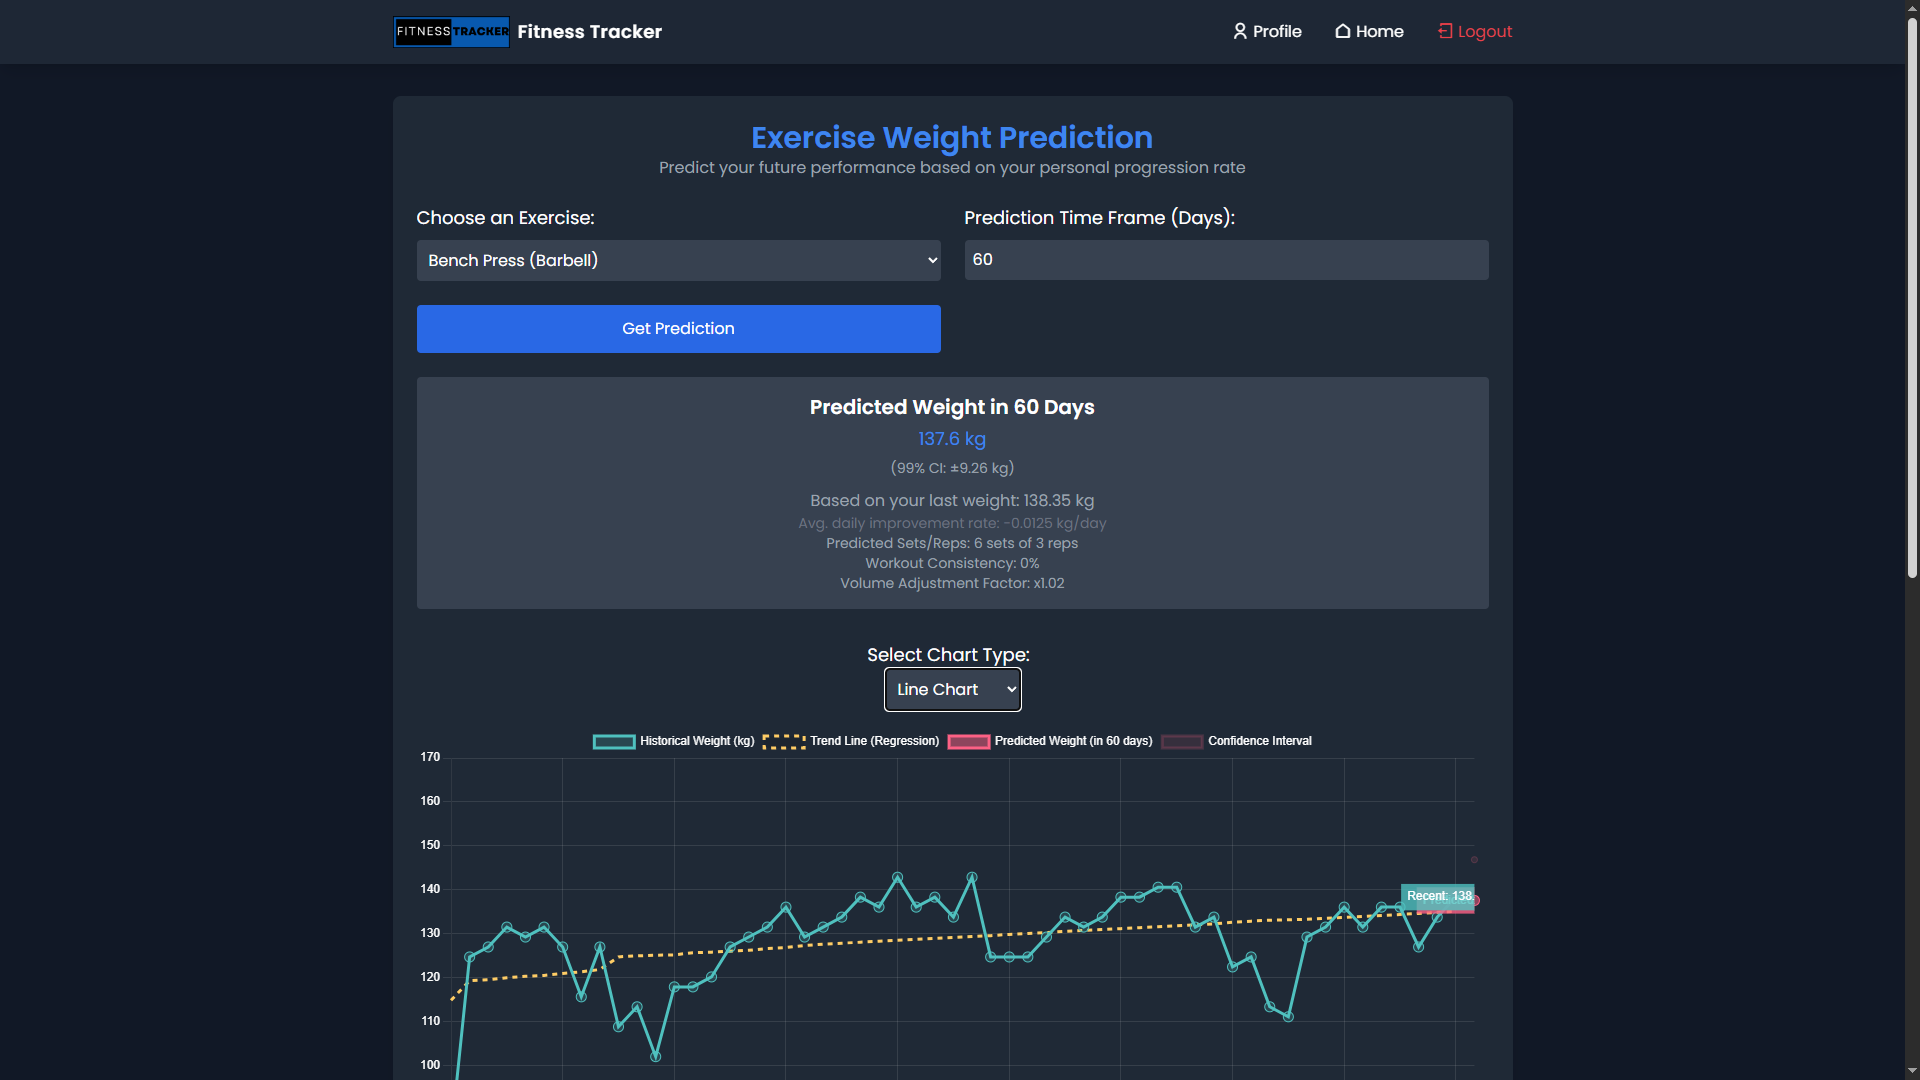 FITNESS TRACKER Fitness Tracker
Profile Home Logout
Exercise Weight Prediction
Predict your future performance based on your personal progression rate
Choose an Exercise:
Bench Press (Barbell)
Prediction Time Frame (Days):
60
Get Prediction
Predicted Weight in 60 Days
137.6 kg
(99% CI: ±9.26 kg)
Based on your last weight: 138.35 kg
Avg. daily improvement rate: -0.0125 kg/day
Predicted Sets/Reps: 6 sets of 3 reps
Workout Consistency: 0%
Volume Adjustment Factor: x1.02
Select Chart Type:
Line Chart
Historical Weight (kg) Trend Line (Regression) Predicted Weight (in 60 days) Confidence Interval
170
160
150
140
Recent: 138
130
120
110
100